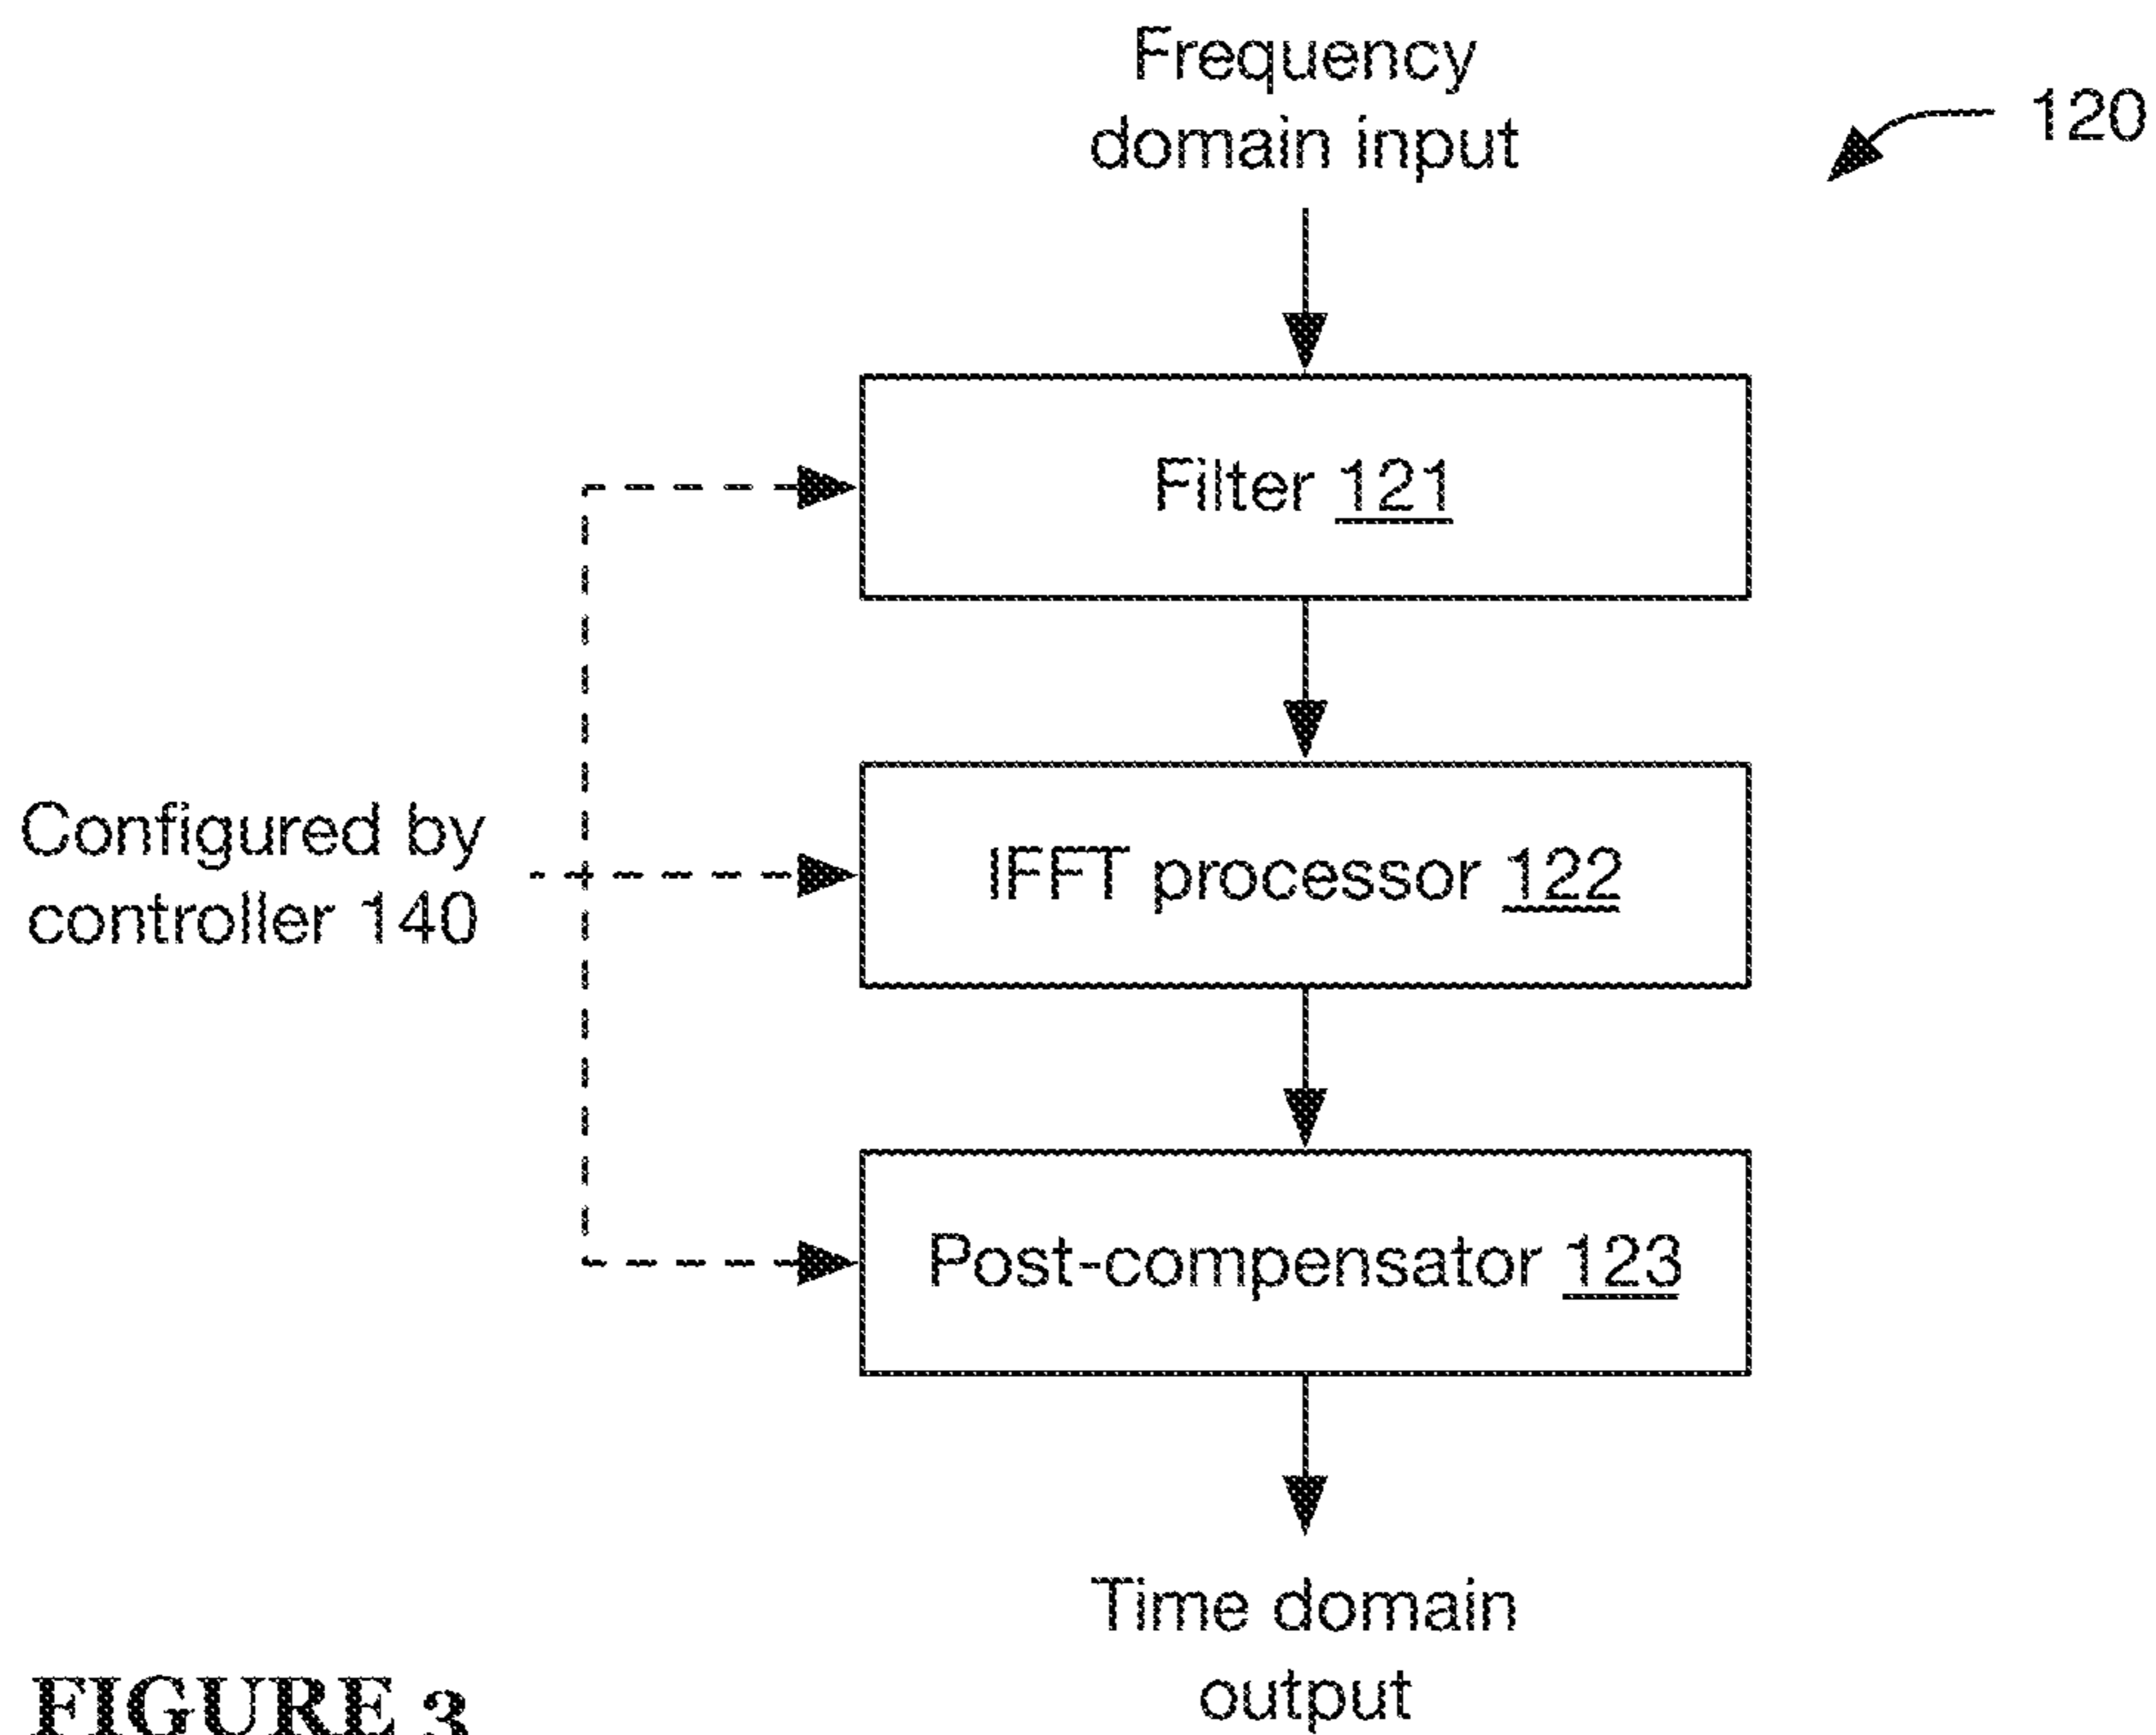 Frequency
domain input
120
Filter 121
Configured by
controller 140
IFFT processor 122
Post-compensator 123
Time domain
output
FIGURE 3